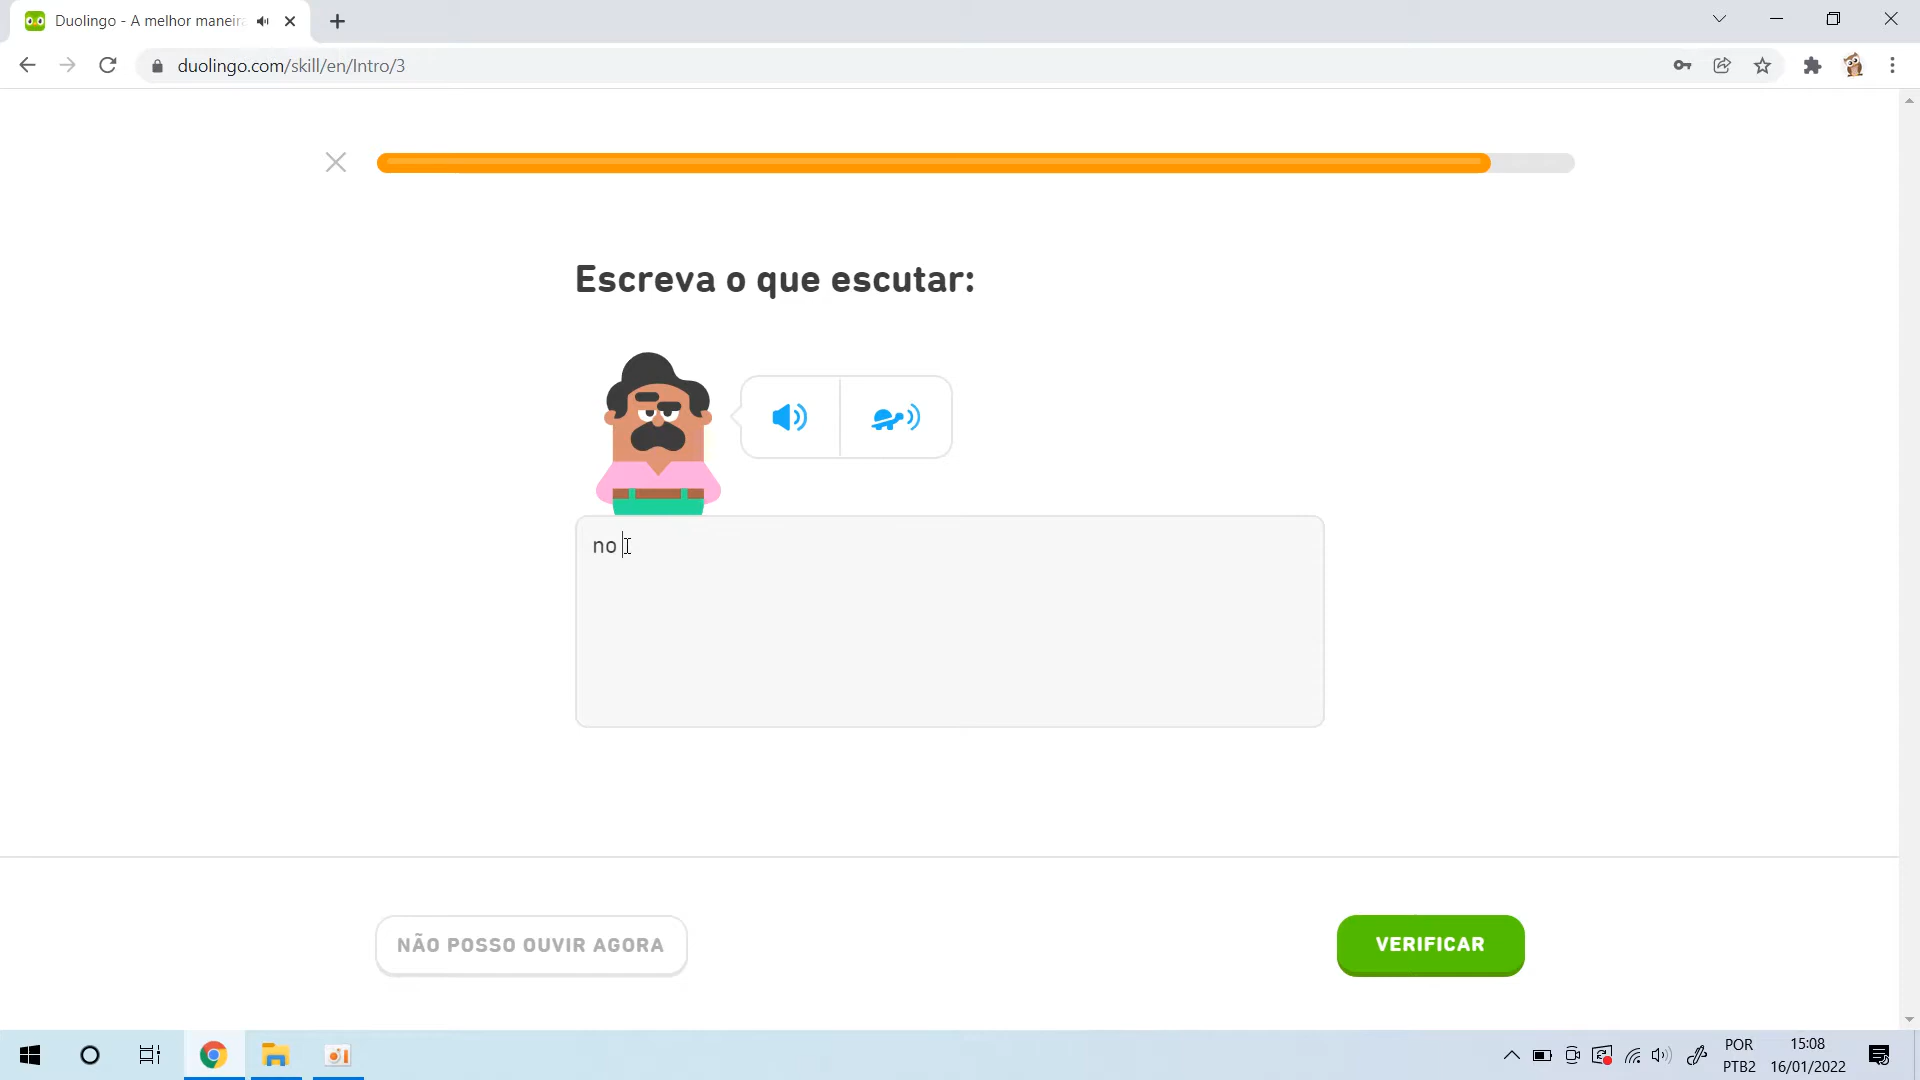 Duolingo - A melhor maneira
duolingo.com/skill/en/Intro/3
Escreva o que escutar:
no
NÃO POSSO OUVIR AGORA
VERIFICAR
POR
PTB2
15:08
16/01/2022